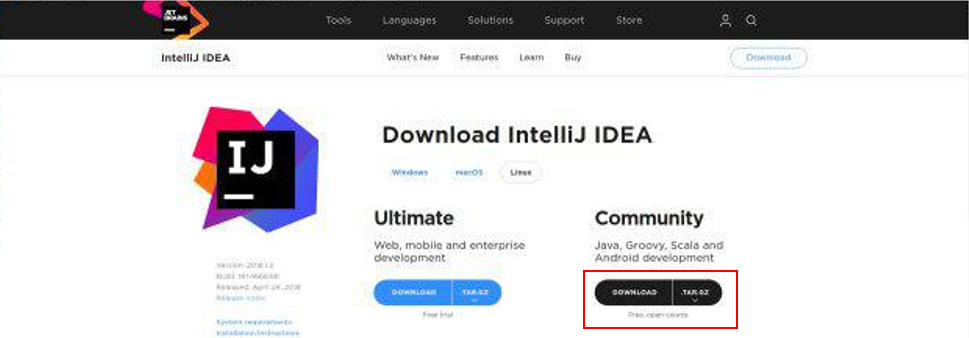 JET
BRAINS
Tools Languages Solutions Support Store
IntelliJ IDEA What's New Features Learn Buy Download
IJ
Download IntelliJ IDEA
Windows macOS Linux
Ultimate
Web, mobile and enterprise
development
DOWNLOAD .TAR.GZ
Free trial
Community
Java, Groovy, Scala and
Android development
DOWNLOAD .TAR.GZ
Free, open source
Version: 2018.1.2
Build:
Released: April 24, 2018
Release notes
System requirements
Installation Instructions